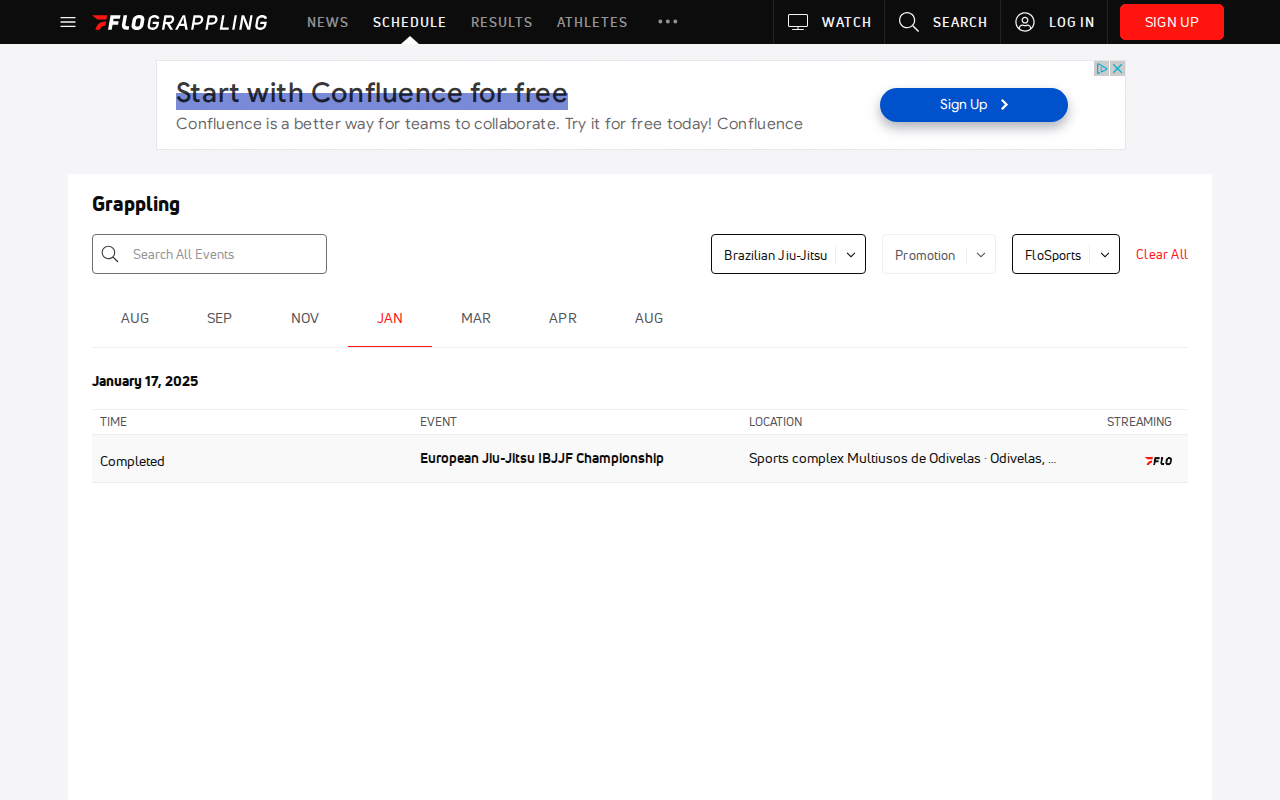 FLOGRAPPLING NEWS SCHEDULE RESULTS ATHLETES WATCH SEARCH LOG IN SIGN UP
Start with Confluence for free
Confluence is a better way for teams to collaborate. Try it for free today! Confluence
Sign Up
Grappling
Search All Events Brazilian Jiu-Jitsu Promotion FloSports Clear All
AUG SEP NOV JAN MAR APR AUG
January 17, 2025
TIME EVENT LOCATION STREAMING
Completed European Jiu-Jitsu IBJJF Championship Sports complex Multiusos de Odivelas · Odivelas, ... FLO